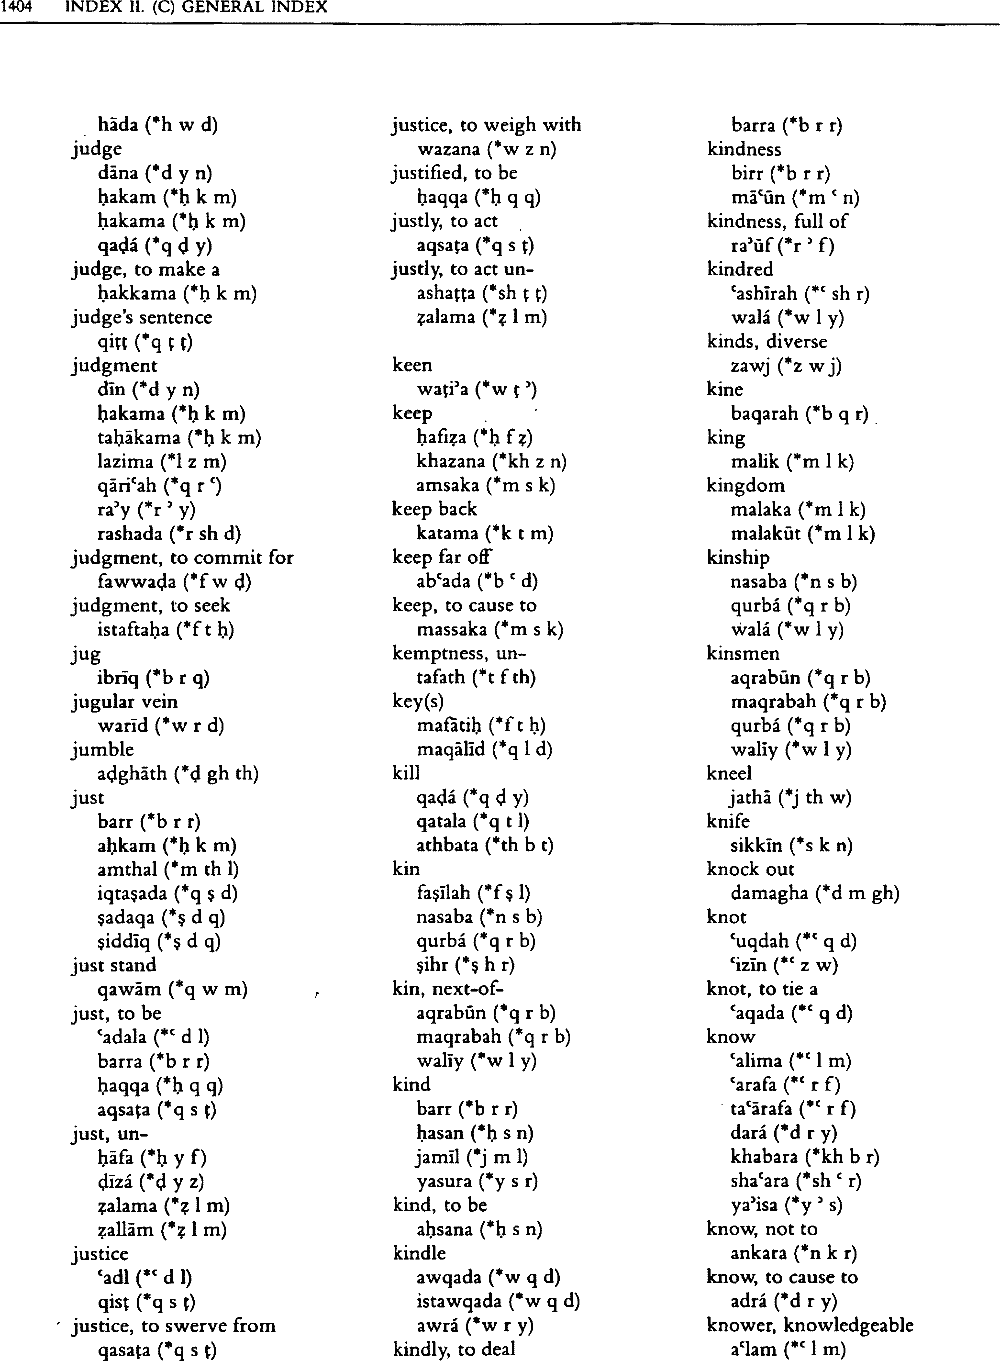 1404 INDEX II. (C) GENERAL INDEX
hāda (*h w d)
judge
dāna (*d y n)
ḥakam (*ḥ k m)
ḥakama (*ḥ k m)
qaḍá (*q ḍ y)
judge, to make a
ḥakkama (*ḥ k m)
judge's sentence
qiṭṭ (*q ṭ ṭ)
judgment
dīn (*d y n)
ḥakama (*ḥ k m)
taḥākama (*ḥ k m)
lazima (*l z m)
qāriʿah (*q r ʿ)
raʾy (*r ʾ y)
rashada (*r sh d)
judgment, to commit for
fawwaḍa (*f w ḍ)
judgment, to seek
istaftaḥa (*f t ḥ)
jug
ibrīq (*b r q)
jugular vein
warīd (*w r d)
jumble
aḍghāth (*ḍ gh th)
just
barr (*b r r)
aḥkam (*ḥ k m)
amthal (*m th l)
iqtaṣada (*q ṣ d)
ṣadaqa (*ṣ d q)
ṣiddīq (*ṣ d q)
just stand
qawām (*q w m)
just, to be
ʿadala (*ʿ d l)
barra (*b r r)
ḥaqqa (*ḥ q q)
aqsaṭa (*q s ṭ)
just, un-
ḥāfa (*ḥ y f)
ḍīzá (*ḍ y z)
ẓalama (*ẓ l m)
ẓallām (*ẓ l m)
justice
ʿadl (*ʿ d l)
qisṭ (*q s ṭ)
justice, to swerve from
qasaṭa (*q s ṭ)
justice, to weigh with
wazana (*w z n)
justified, to be
ḥaqqa (*ḥ q q)
justly, to act
aqsaṭa (*q s ṭ)
justly, to act un-
ashaṭṭa (*sh ṭ ṭ)
ẓalama (*ẓ l m)
keen
waṭiʾa (*w ṭ ʾ)
keep
ḥafiẓa (*ḥ f ẓ)
khazana (*kh z n)
amsaka (*m s k)
keep back
katama (*k t m)
keep far off
abʿada (*b ʿ d)
keep, to cause to
massaka (*m s k)
kemptness, un-
tafath (*t f th)
key(s)
mafātiḥ (*f t ḥ)
maqālīd (*q l d)
kill
qaḍá (*q ḍ y)
qatala (*q t l)
athbata (*th b t)
kin
faṣīlah (*f ṣ l)
nasaba (*n s b)
qurbá (*q r b)
ṣihr (*ṣ h r)
kin, next-of-
aqrabūn (*q r b)
maqrabah (*q r b)
walīy (*w l y)
kind
barr (*b r r)
ḥasan (*ḥ s n)
jamīl (*j m l)
yasura (*y s r)
kind, to be
aḥsana (*ḥ s n)
kindle
awqada (*w q d)
istawqada (*w q d)
awrá (*w r y)
kindly, to deal
barra (*b r r)
kindness
birr (*b r r)
māʿūn (*m ʿ n)
kindness, full of
raʾūf (*r ʾ f)
kindred
ʿashīrah (*ʿ sh r)
walá (*w l y)
kinds, diverse
zawj (*z w j)
kine
baqarah (*b q r)
king
malik (*m l k)
kingdom
malaka (*m l k)
malakūt (*m l k)
kinship
nasaba (*n s b)
qurbá (*q r b)
walá (*w l y)
kinsmen
aqrabūn (*q r b)
maqrabah (*q r b)
qurbá (*q r b)
walīy (*w l y)
kneel
jathā (*j th w)
knife
sikkīn (*s k n)
knock out
damagha (*d m gh)
knot
ʿuqdah (*ʿ q d)
ʿizīn (*ʿ z w)
knot, to tie a
ʿaqada (*ʿ q d)
know
ʿalima (*ʿ l m)
ʿarafa (*ʿ r f)
taʿārafa (*ʿ r f)
dará (*d r y)
khabara (*kh b r)
shaʿara (*sh ʿ r)
yaʾisa (*y ʾ s)
know, not to
ankara (*n k r)
know, to cause to
adrá (*d r y)
knower, knowledgeable
aʿlam (*ʿ l m)